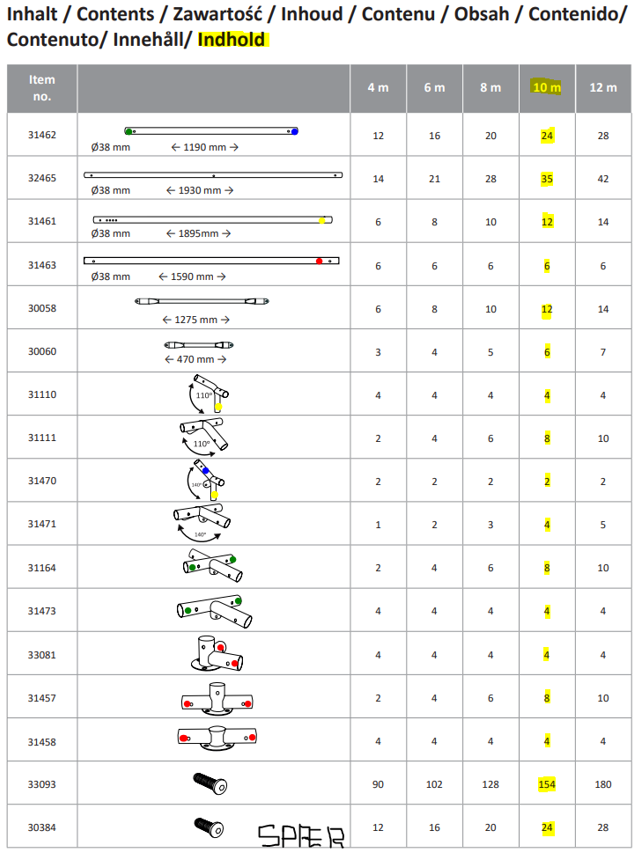 Inhalt / Contents / Zawartość / Inhoud / Contenu / Obsah / Contenido/
Contenuto/ Innehåll/ Indhold
Item no. 4 m 6 m 8 m 10 m 12 m
31462 Ø38 mm ← 1190 mm → 12 16 20 24 28
32465 Ø38 mm ← 1930 mm → 14 21 28 35 42
31461 Ø38 mm ← 1895mm → 6 8 10 12 14
31463 Ø38 mm ← 1590 mm → 6 6 6 6 6
30058 ← 1275 mm → 6 8 10 12 14
30060 ← 470 mm → 3 4 5 6 7
31110 110° 4 4 4 4 4
31111 110° 2 4 6 8 10
31470 140° 2 2 2 2 2
31471 140° 1 2 3 4 5
31164 2 4 6 8 10
31473 4 4 4 4 4
33081 4 4 4 4 4
31457 2 4 6 8 10
31458 4 4 4 4 4
33093 90 102 128 154 180
30384 12 16 20 24 28